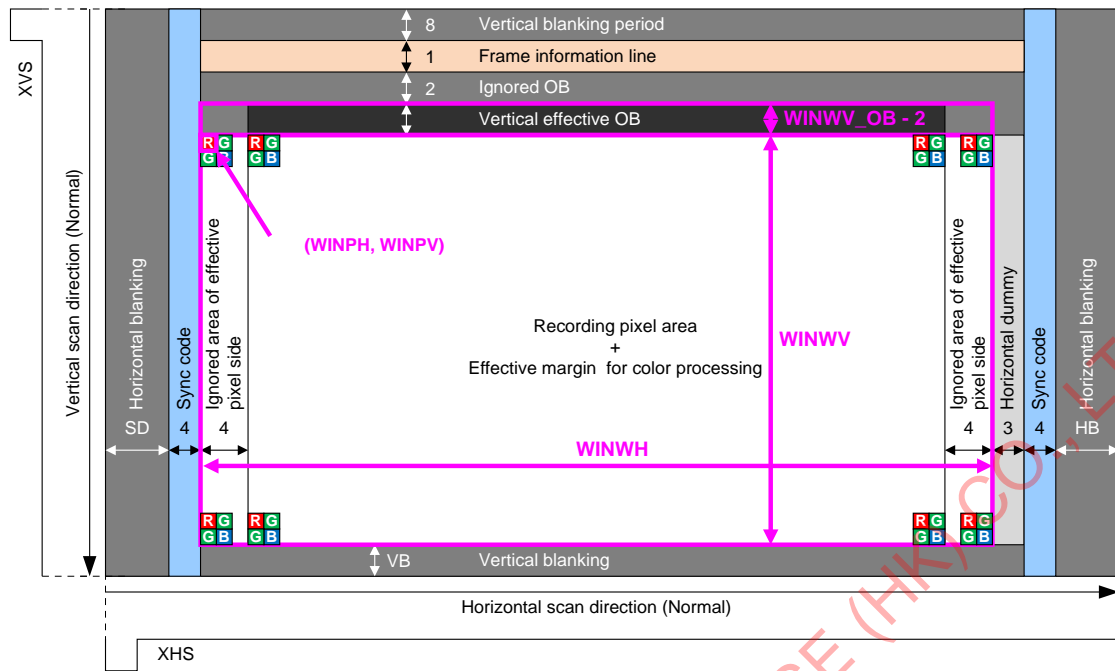 XVS
Vertical scan direction (Normal)
8 Vertical blanking period
1 Frame information line
2 Ignored OB
Vertical effective OB
WINWV_OB - 2
R G R G R G R G
G B G B G B G B
(WINPH, WINPV)
Horizontal blanking
SD
Sync code
4
Ignored area of effective
pixel side
4
Recording pixel area
+
Effective margin for color processing
WINWV
WINWH
Ignored area of effective
pixel side
4
Horizontal dummy
3
Sync code
4
Horizontal blanking
HB
R G R G R G R G
G B G B G B G B
VB Vertical blanking
Horizontal scan direction (Normal)
XHS
(HK) CO., LT